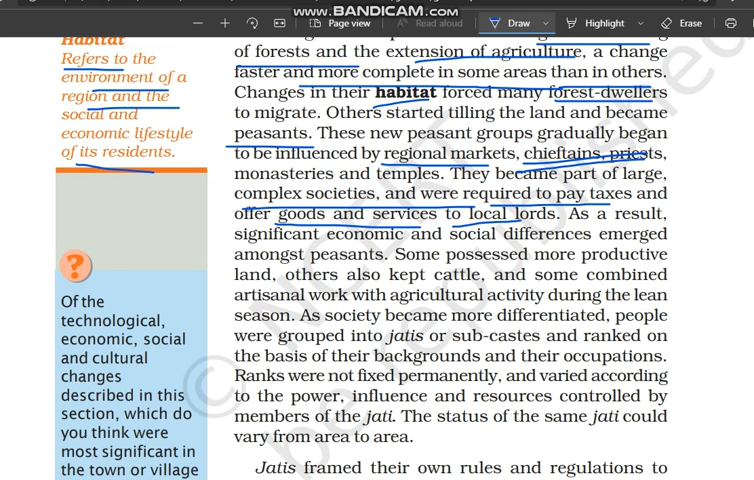 www.BANDICAM.com
Page view
Read aloud
Draw
Highlight
Erase
Habitat
Refers to the
environment of a
region and the
social and
economic lifestyle
of its residents.
?
Of the
technological,
economic, social
and cultural
changes
described in this
section, which do
you think were
most significant in
the town or village
of forests and the extension of agriculture, a change
faster and more complete in some areas than in others.
Changes in their habitat forced many forest-dwellers
to migrate. Others started tilling the land and became
peasants. These new peasant groups gradually began
to be influenced by regional markets, chieftains, priests,
monasteries and temples. They became part of large,
complex societies, and were required to pay taxes and
offer goods and services to local lords. As a result,
significant economic and social differences emerged
amongst peasants. Some possessed more productive
land, others also kept cattle, and some combined
artisanal work with agricultural activity during the lean
season. As society became more differentiated, people
were grouped into jatis or sub-castes and ranked on
the basis of their backgrounds and their occupations.
Ranks were not fixed permanently, and varied according
to the power, influence and resources controlled by
members of the jati. The status of the same jati could
vary from area to area.
Jatis framed their own rules and regulations to
© NCERT
be republished